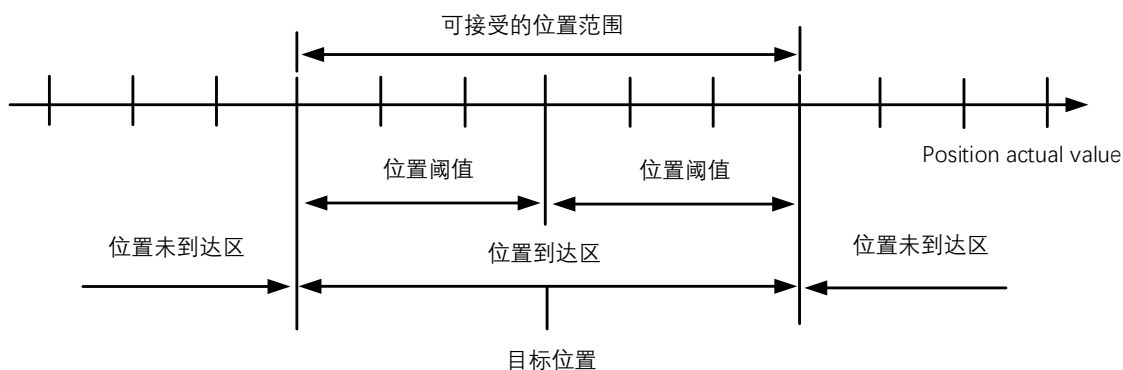 可接受的位置范围
Position actual value
位置阈值
位置阈值
位置未到达区
位置到达区
位置未到达区
目标位置